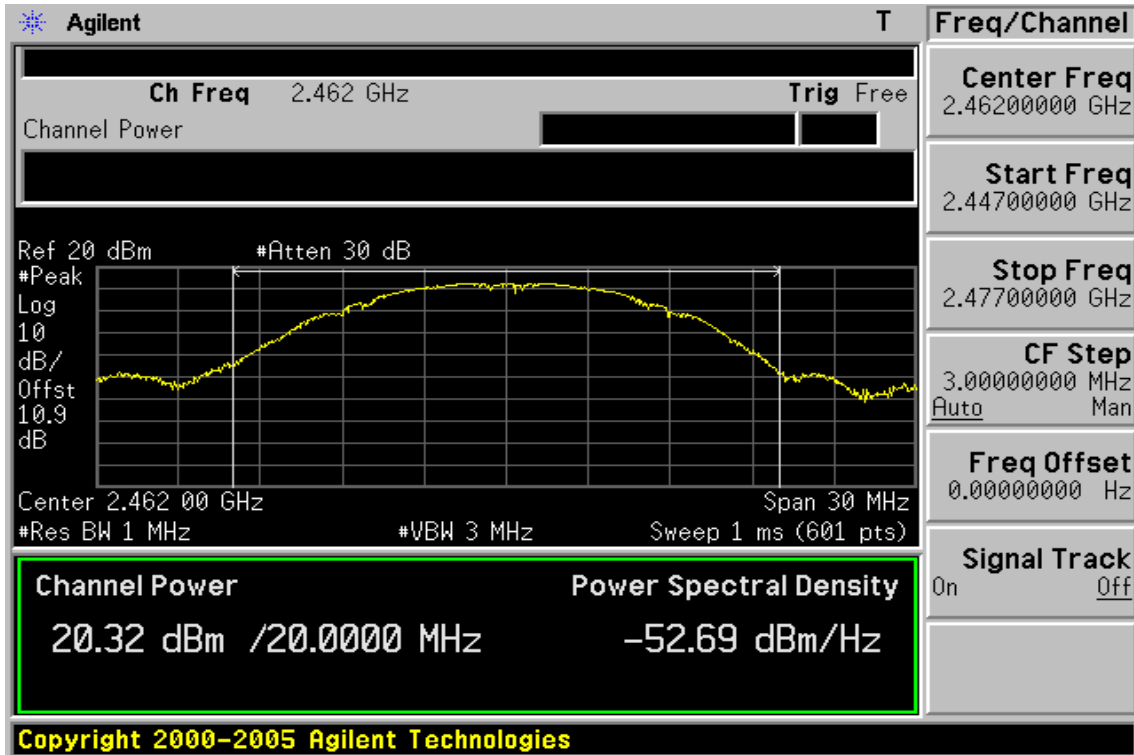 Agilent T
Freq/Channel
Ch Freq 2.462 GHz Trig Free
Channel Power
Ref 20 dBm #Atten 30 dB
#Peak
Log
10
dB/
Offst
10.9
dB
Center 2.462 00 GHz Span 30 MHz
#Res BW 1 MHz #VBW 3 MHz Sweep 1 ms (601 pts)
Channel Power Power Spectral Density
20.32 dBm /20.0000 MHz -52.69 dBm/Hz
Center Freq
2.46200000 GHz
Start Freq
2.44700000 GHz
Stop Freq
2.47700000 GHz
CF Step
3.00000000 MHz
Auto Man
Freq Offset
0.00000000 Hz
Signal Track
On Off
Copyright 2000-2005 Agilent Technologies